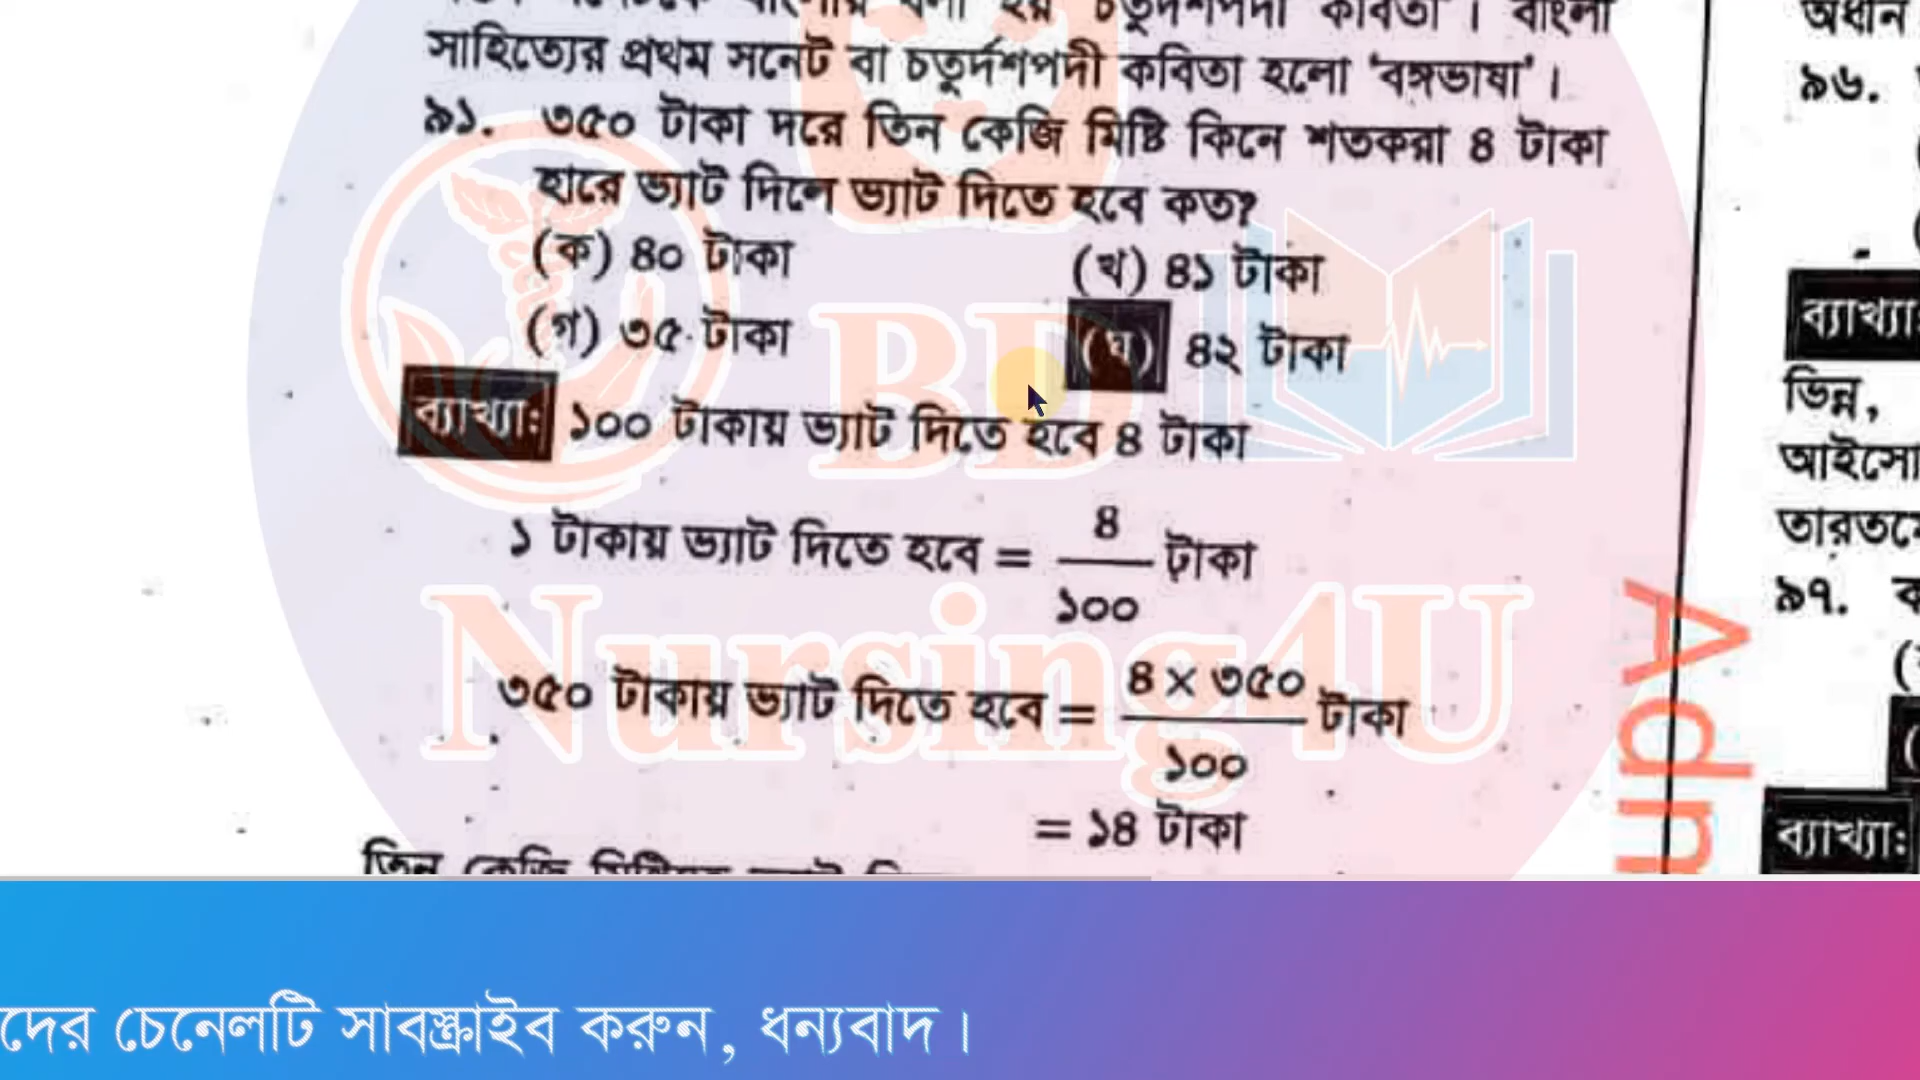 সাহিত্যের প্রথম সনেট বা চতুর্দশপদী কবিতা হলো 'বঙ্গভাষা'।
৯১. ৩৫০ টাকা দরে তিন কেজি মিষ্টি কিনে শতকরা ৪ টাকা
হারে ভ্যাট দিলে ভ্যাট দিতে হবে কত?
(ক) ৪০ টাকা
(খ) ৪১ টাকা
(গ) ৩৫ টাকা
(ঘ) ৪২ টাকা
ব্যাখ্যা: ১০০ টাকায় ভ্যাট দিতে হবে ৪ টাকা
১ টাকায় ভ্যাট দিতে হবে = ৪/১০০ টাকা
৩৫০ টাকায় ভ্যাট দিতে হবে = ৪ × ৩৫০/১০০ টাকা
= ১৪ টাকা
৯৬.
ব্যাখ্যা:
ভিন্ন,
৯৭.
ব্যাখ্যা:
BD
Nursing4U
Adm
দের চেনেলটি সাবস্ক্রাইব করুন, ধন্যবাদ।